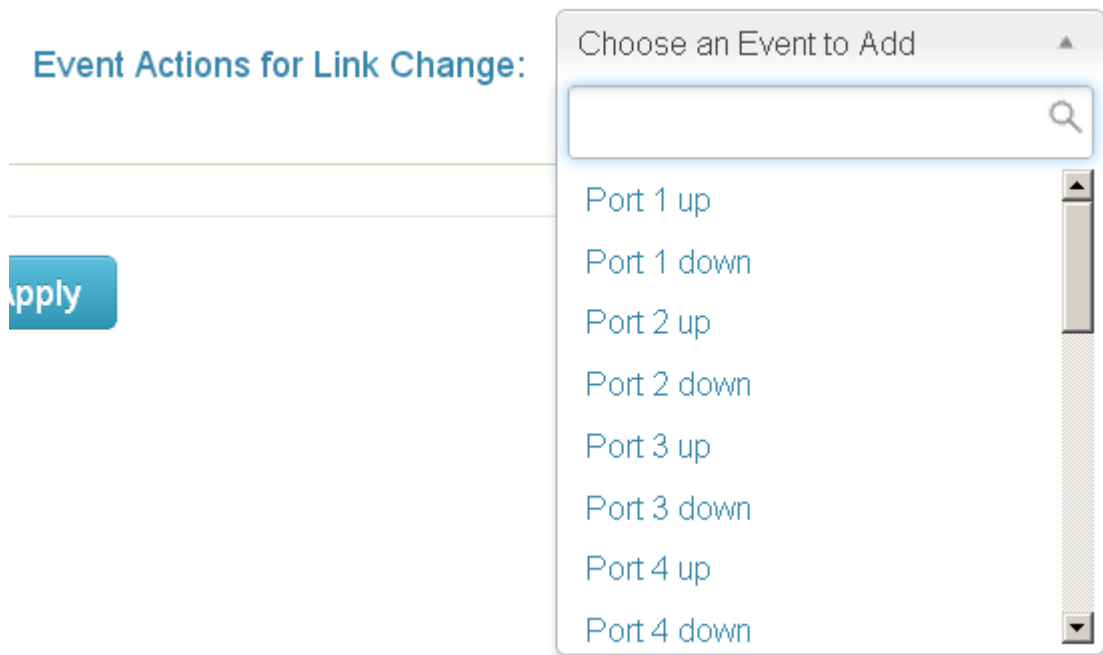 Choose an Event to Add
Event Actions for Link Change:
Port 1 up
Port 1 down
Apply
Port 2 up
Port 2 down
Port 3 up
Port 3 down
Port 4 up
Port 4 down